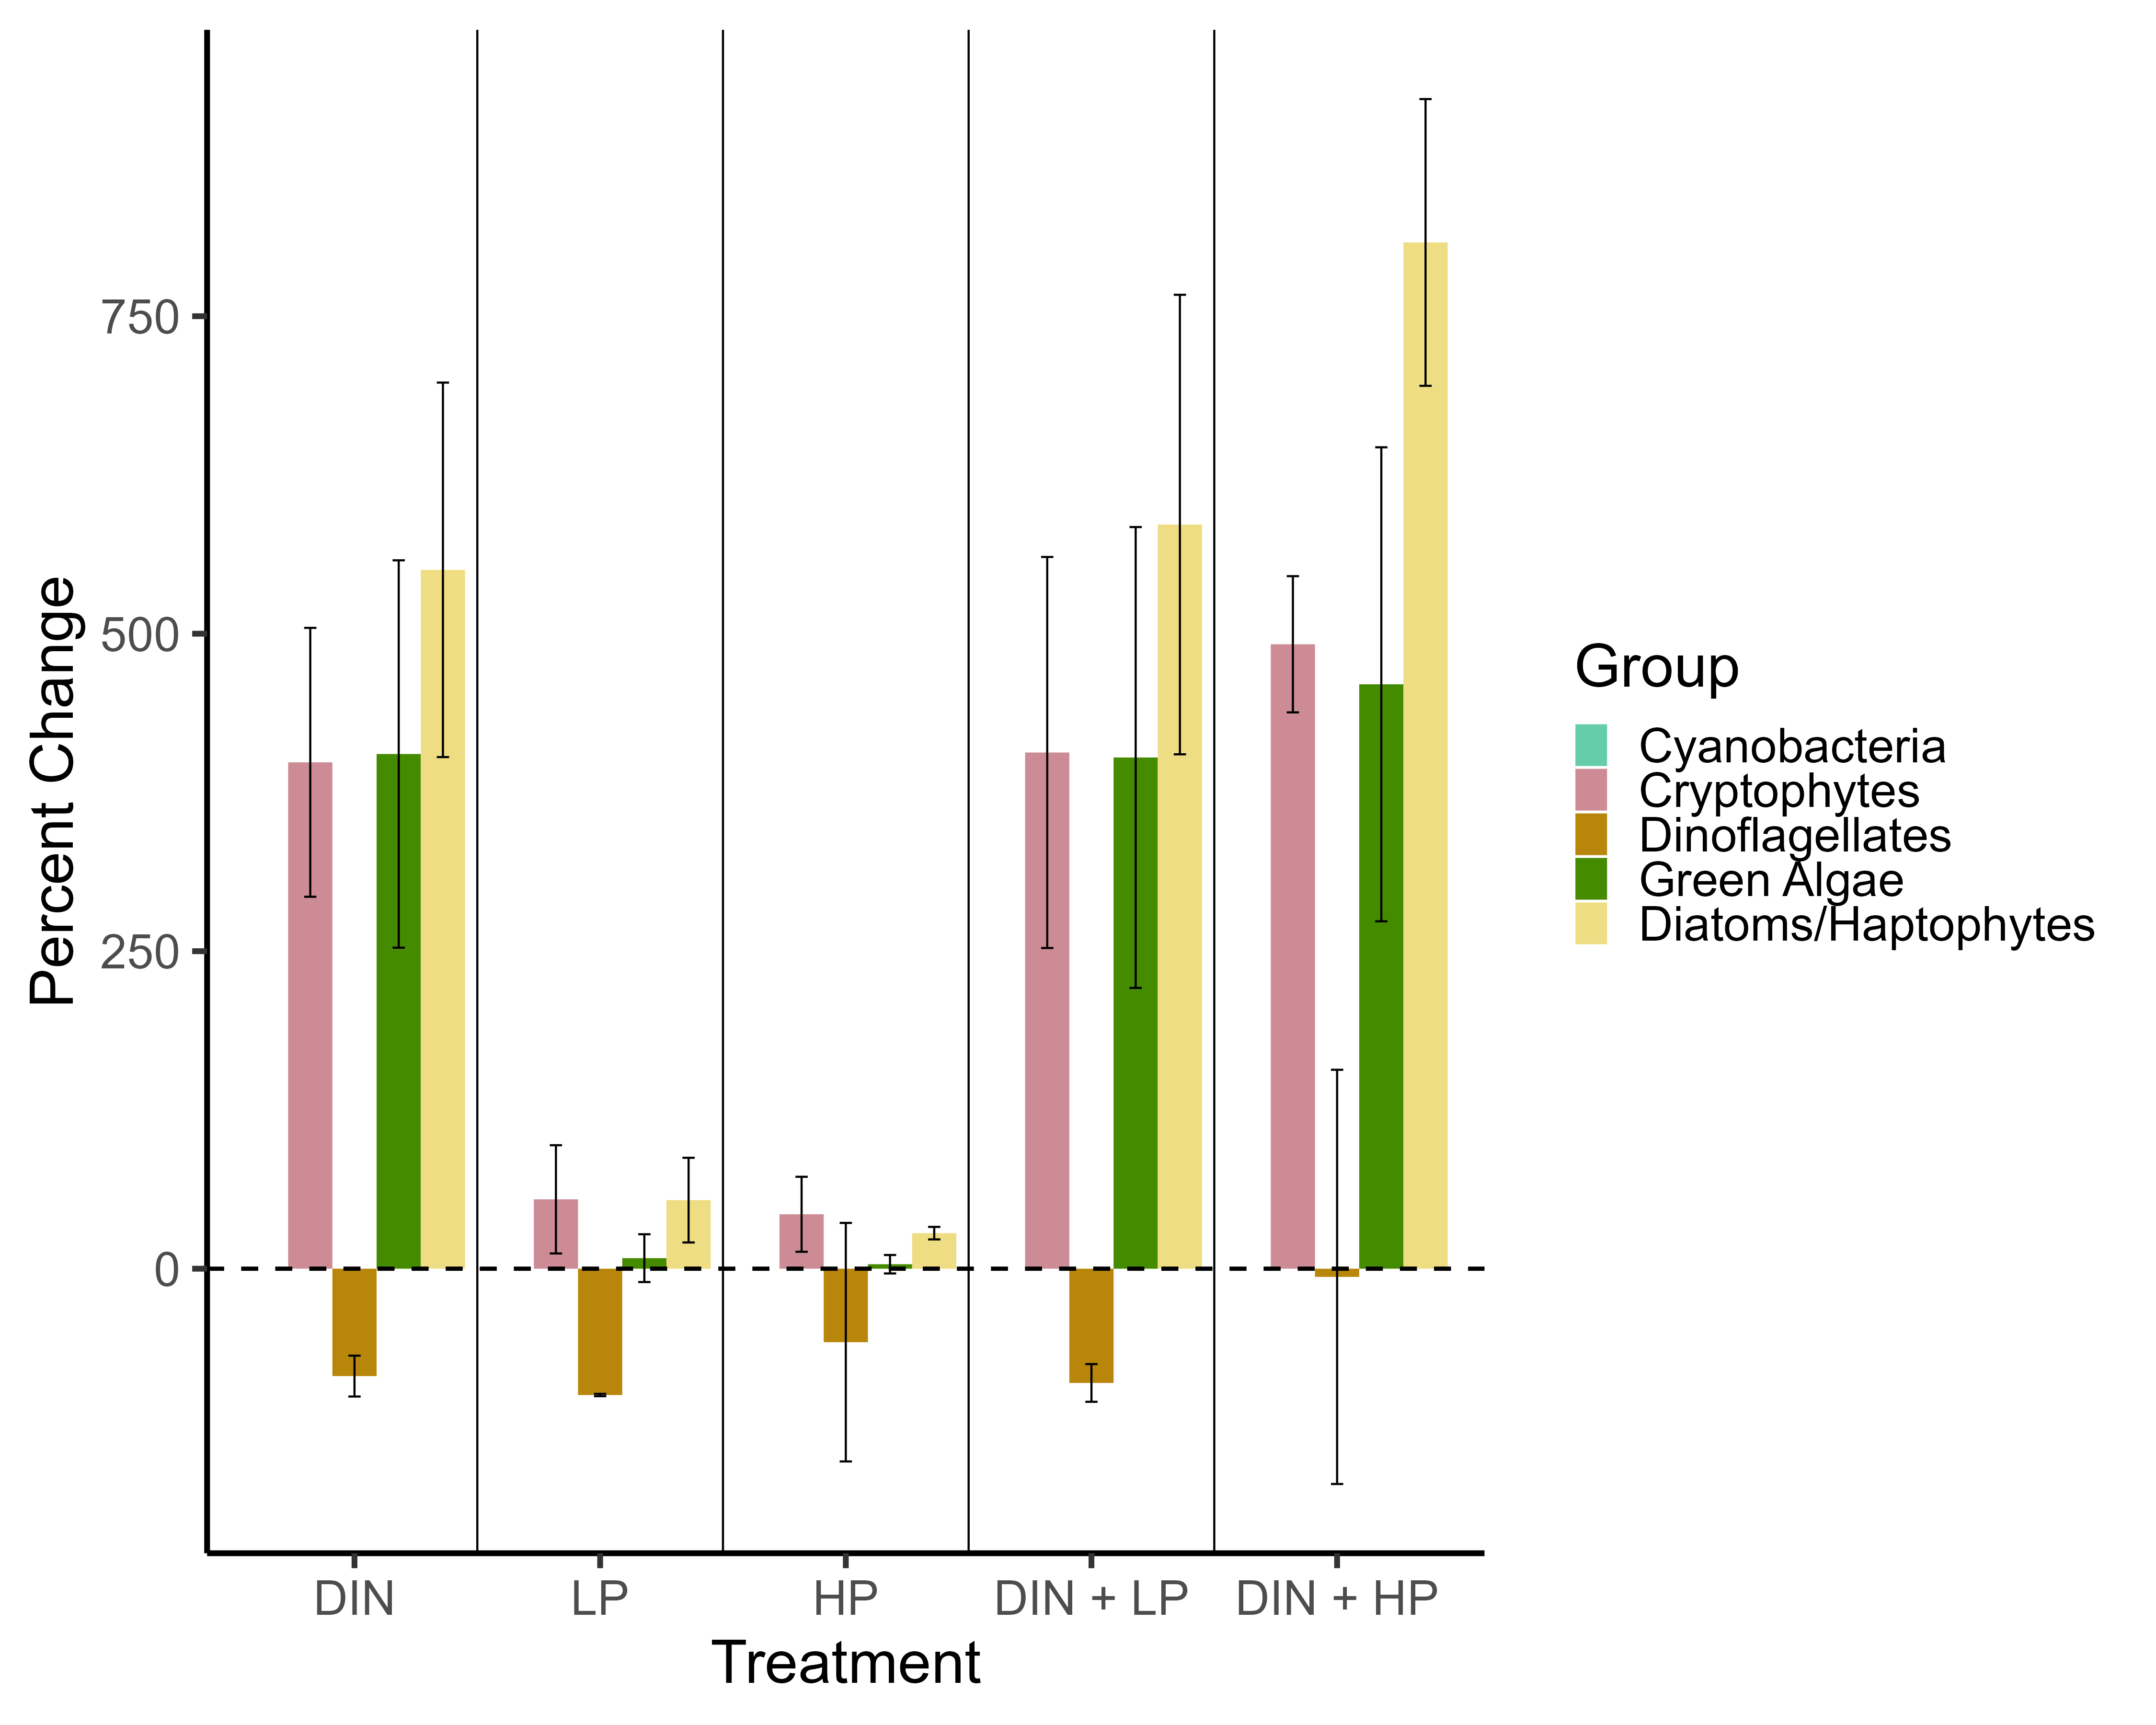 Percent Change
750
500
250
0
DIN
LP
HP
DIN + LP
DIN + HP
Treatment
Group
Cyanobacteria
Cryptophytes
Dinoflagellates
Green Algae
Diatoms/Haptophytes